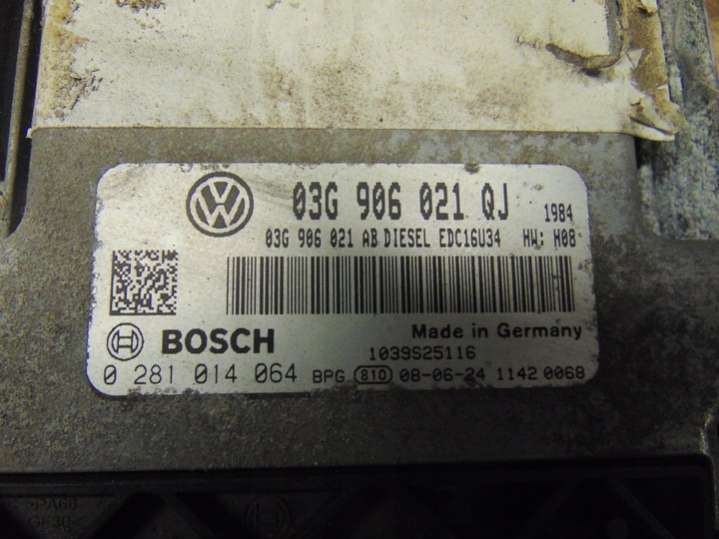 03G 906 021 QJ 1984
03G 906 021 AB DIESEL EDC16U34 HW: H08
BOSCH Made in Germany
1039S25116
0 281 014 064 BPG 810 08-06-24 1142 0068